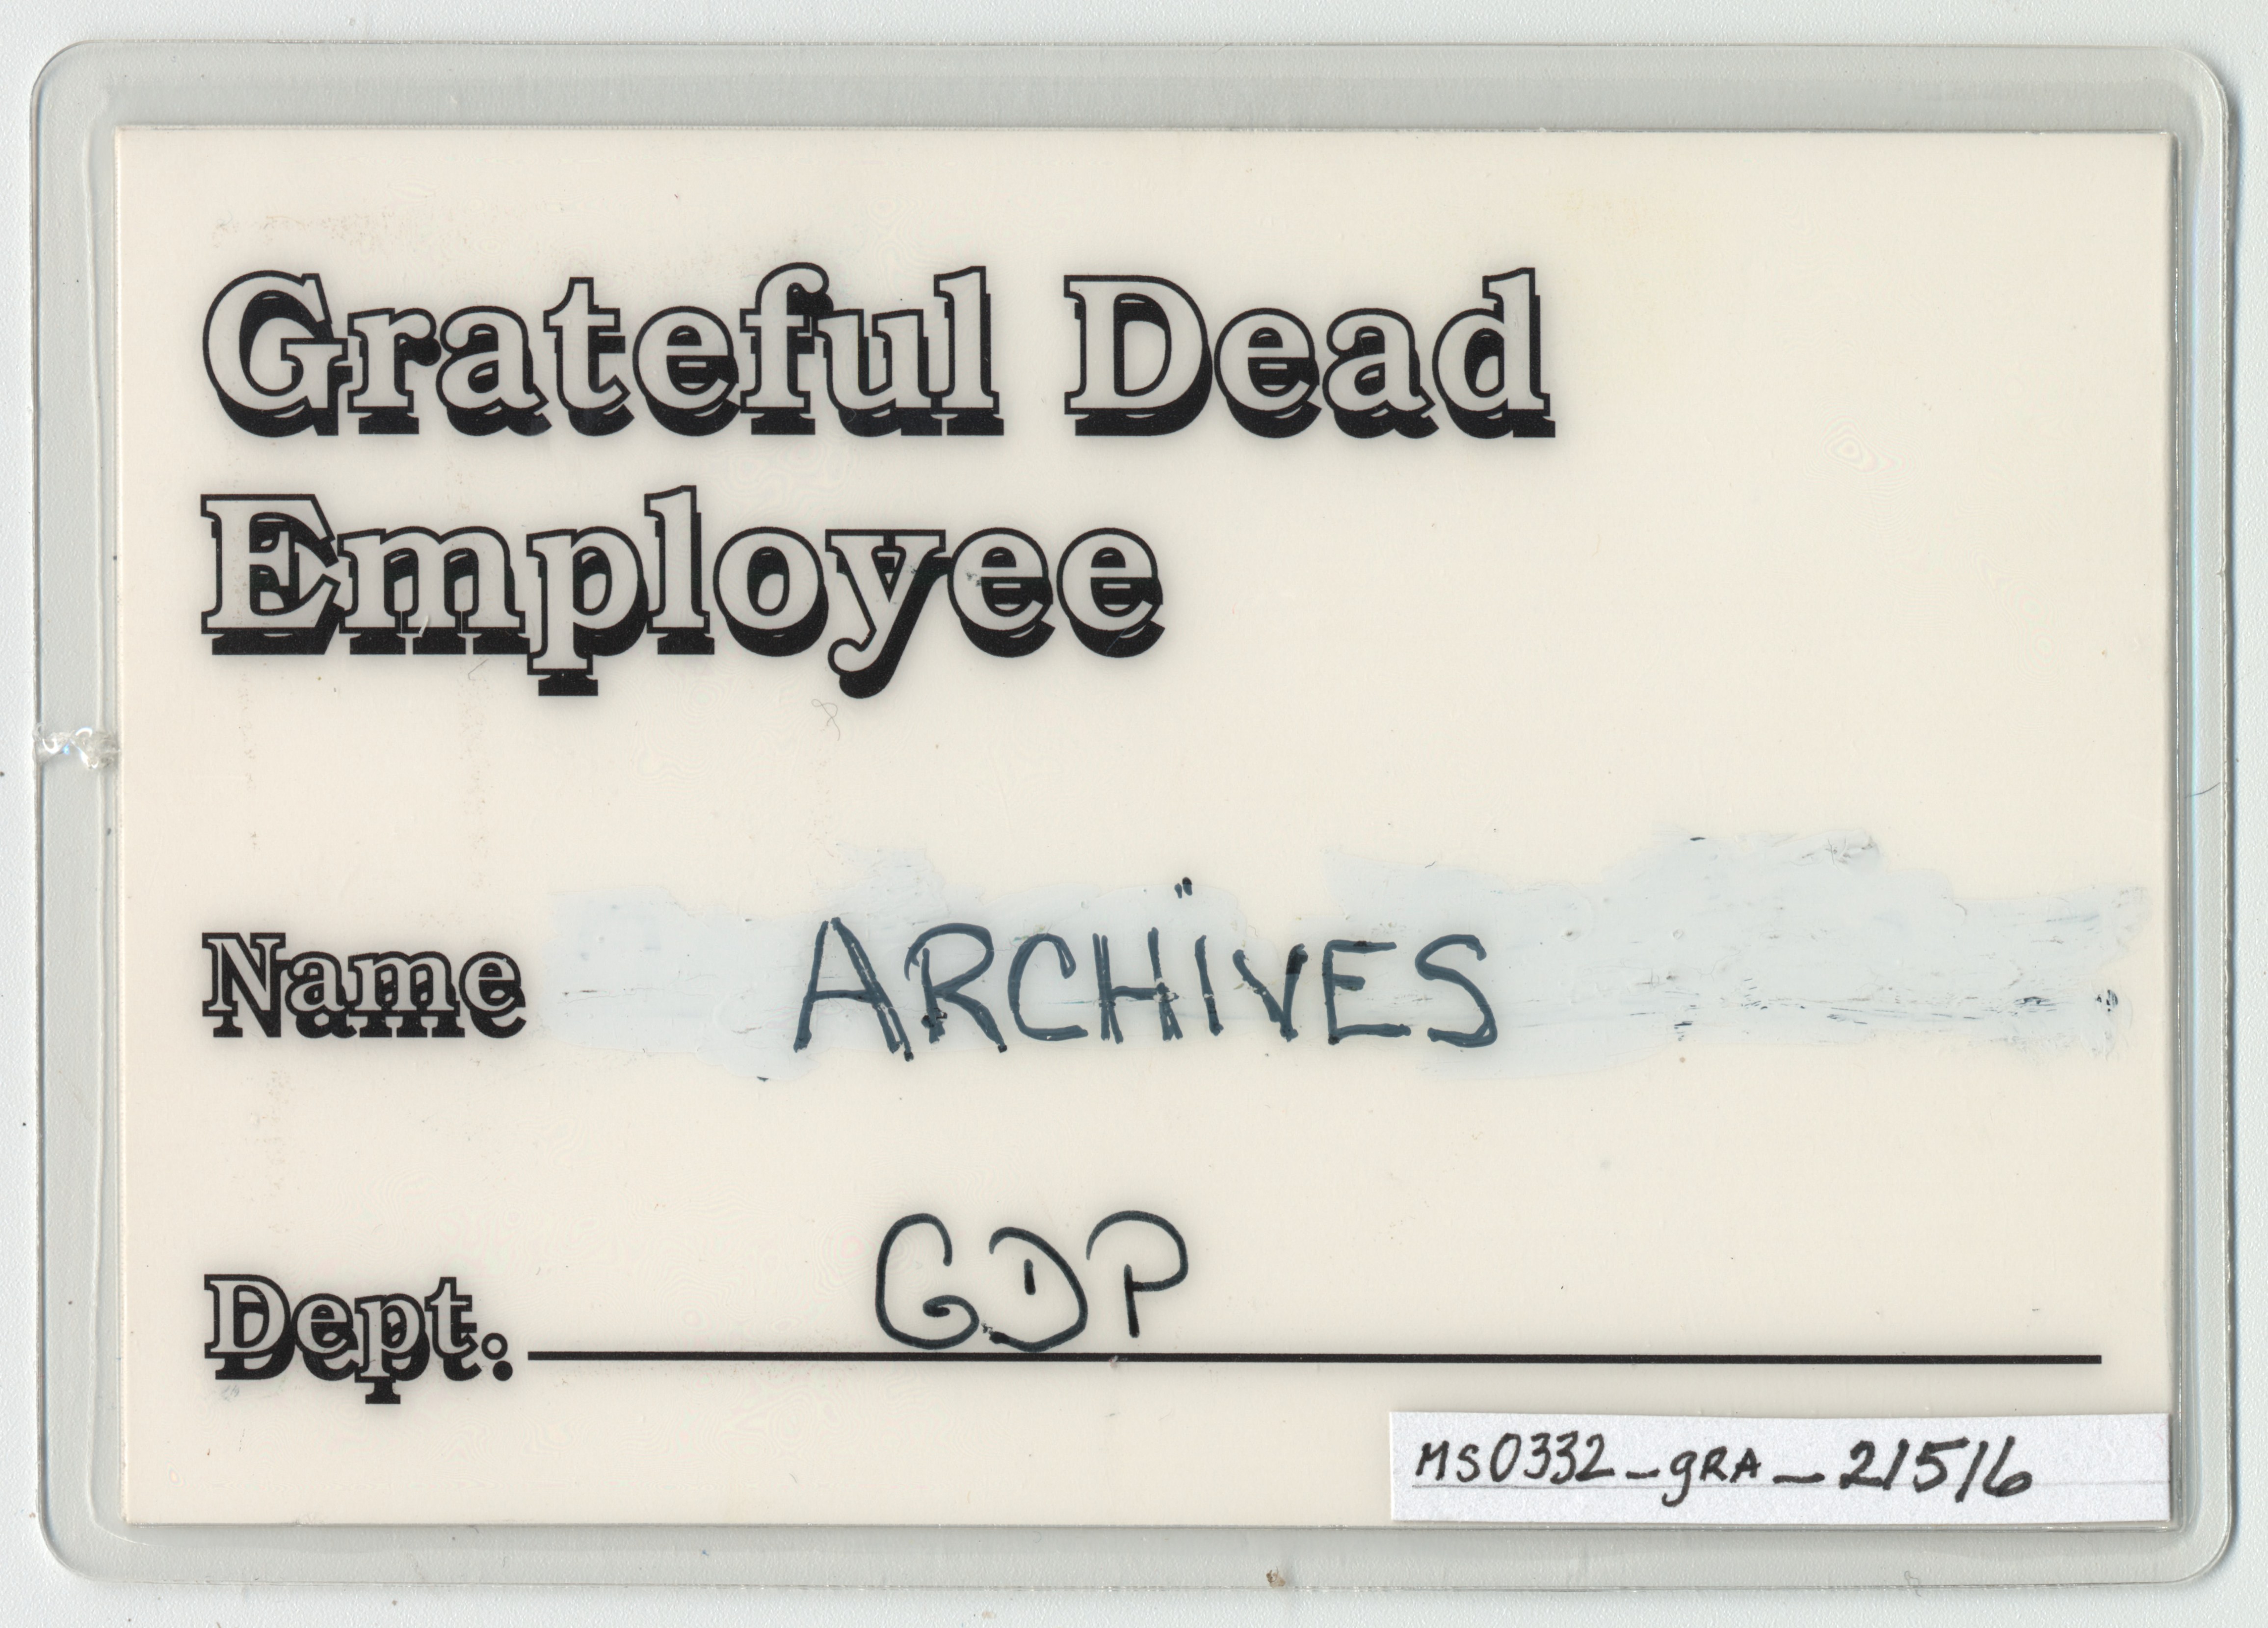 Grateful Dead
Employee
Name ARCHiVES
Dept. GDP
MS0332_gRA_21516